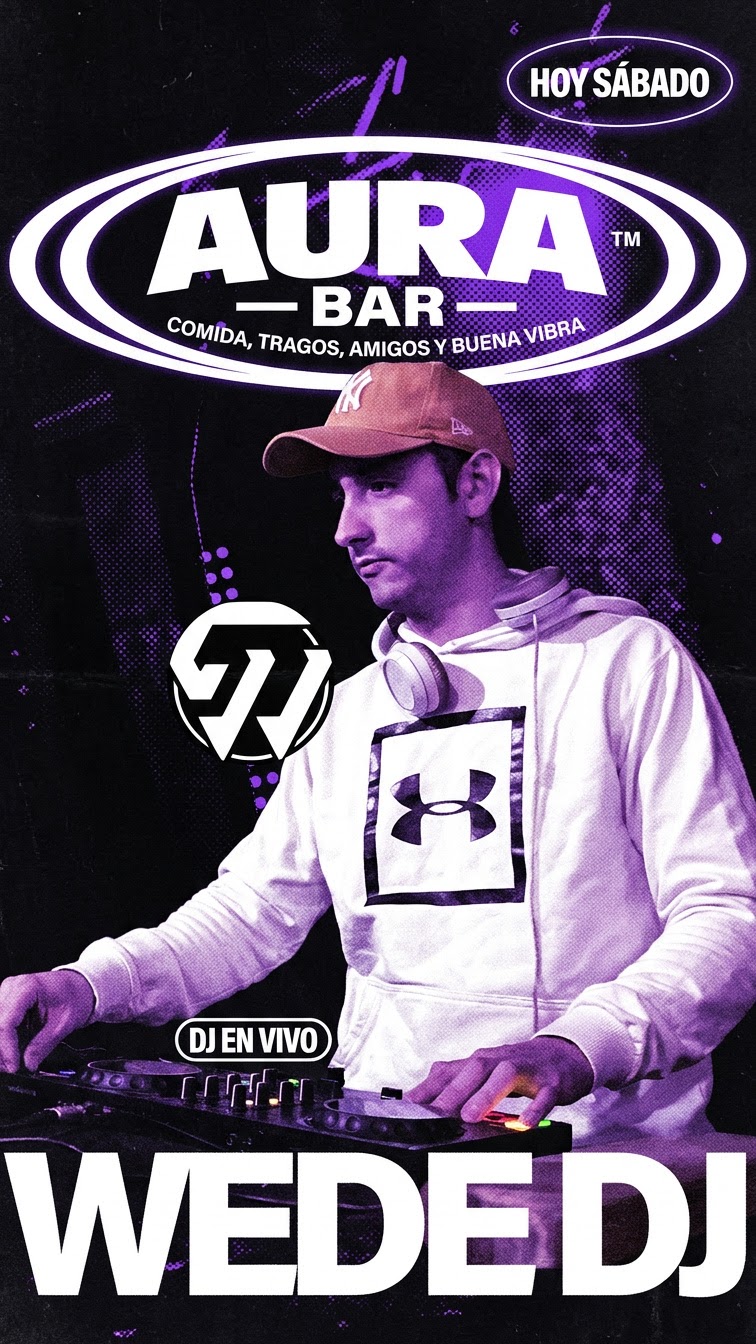 HOY SÁBADO
AURA
TM
BAR
COMIDA, TRAGOS, AMIGOS Y BUENA VIBRA
NY
DJ EN VIVO
WEDE DJ